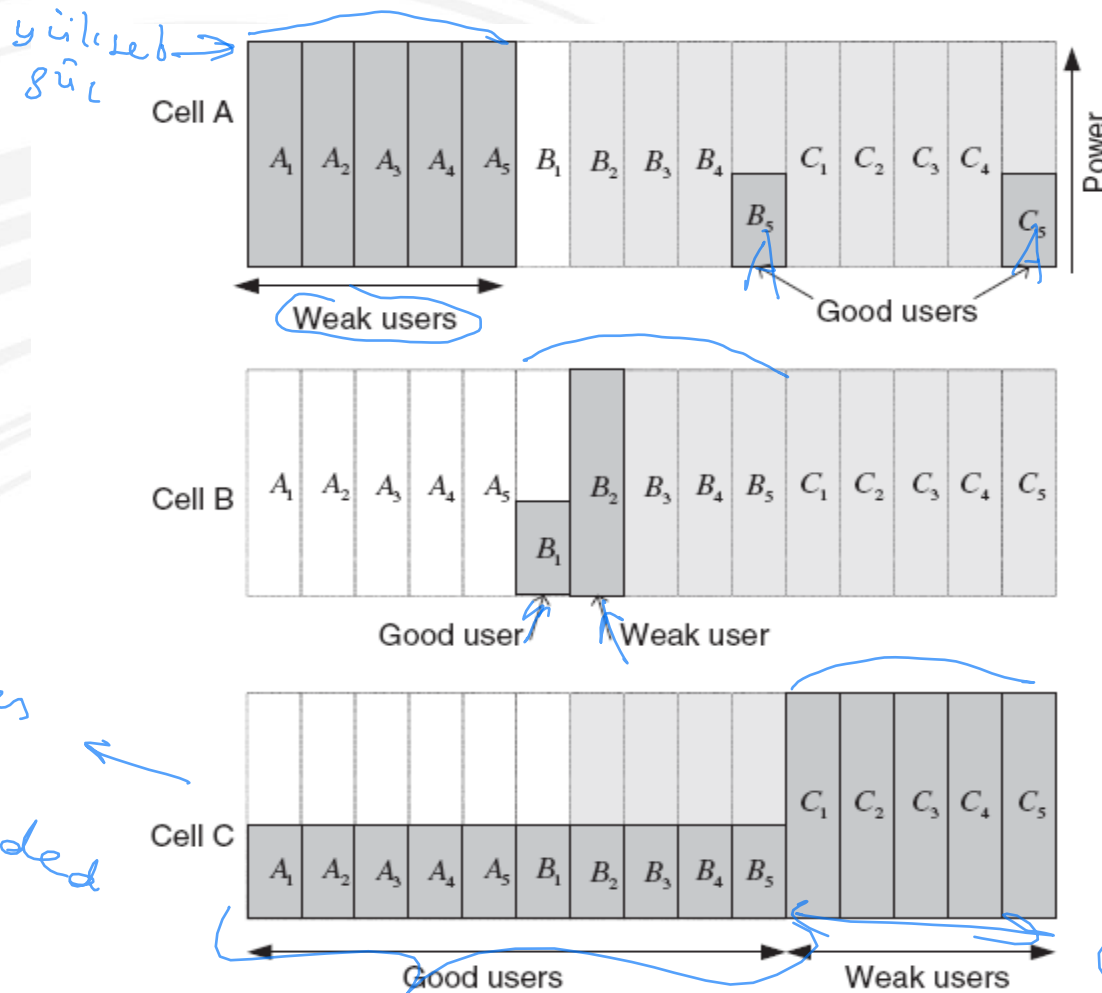 yüksek
güç
Cell A
A₁ A₂ A₃ A₄ A₅ B₁ B₂ B₃ B₄ B₅ C₁ C₂ C₃ C₄ C₅
Power
Weak users
Good users
Cell B
A₁ A₂ A₃ A₄ A₅ B₁ B₂ B₃ B₄ B₅ C₁ C₂ C₃ C₄ C₅
Good user
Weak user
Cell C
A₁ A₂ A₃ A₄ A₅ B₁ B₂ B₃ B₄ B₅ C₁ C₂ C₃ C₄ C₅
Good users
Weak users